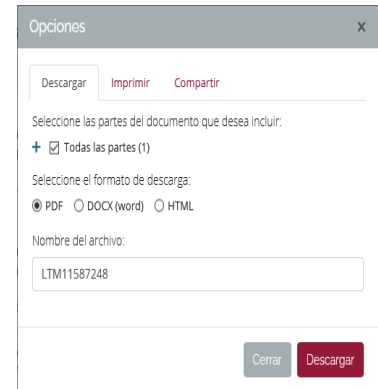 Opciones x
Descargar Imprimir Compartir
Seleccione las partes del documento que desea incluir:
+ Todas las partes (1)
Seleccione el formato de descarga:
PDF DOCX (word) HTML
Nombre del archivo:
LTM11587248
Cerrar Descargar